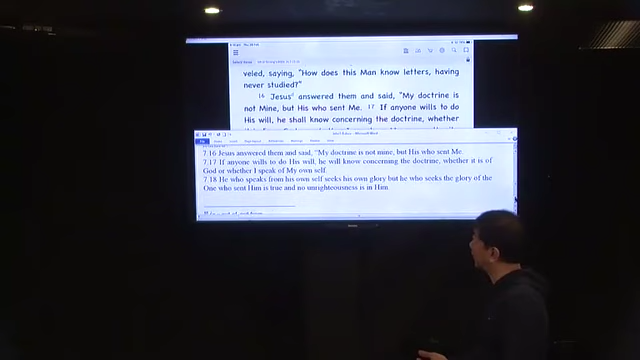 veled, saying, "How does this Man know letters, having
never studied?"
16 Jesus answered them and said, "My doctrine is
not Mine, but His who sent Me. 17 If anyone wills to do
His will, he shall know concerning the doctrine, whether
7.16 Jesus answered them and said, "My doctrine is not mine, but His who sent Me.
7.17 If anyone wills to do His will, he will know concerning the doctrine, whether it is of
God or whether I speak of My own self.
7.18 He who speaks from his own self seeks his own glory but he who seeks the glory of the
One who sent Him is true and no unrighteousness is in Him.